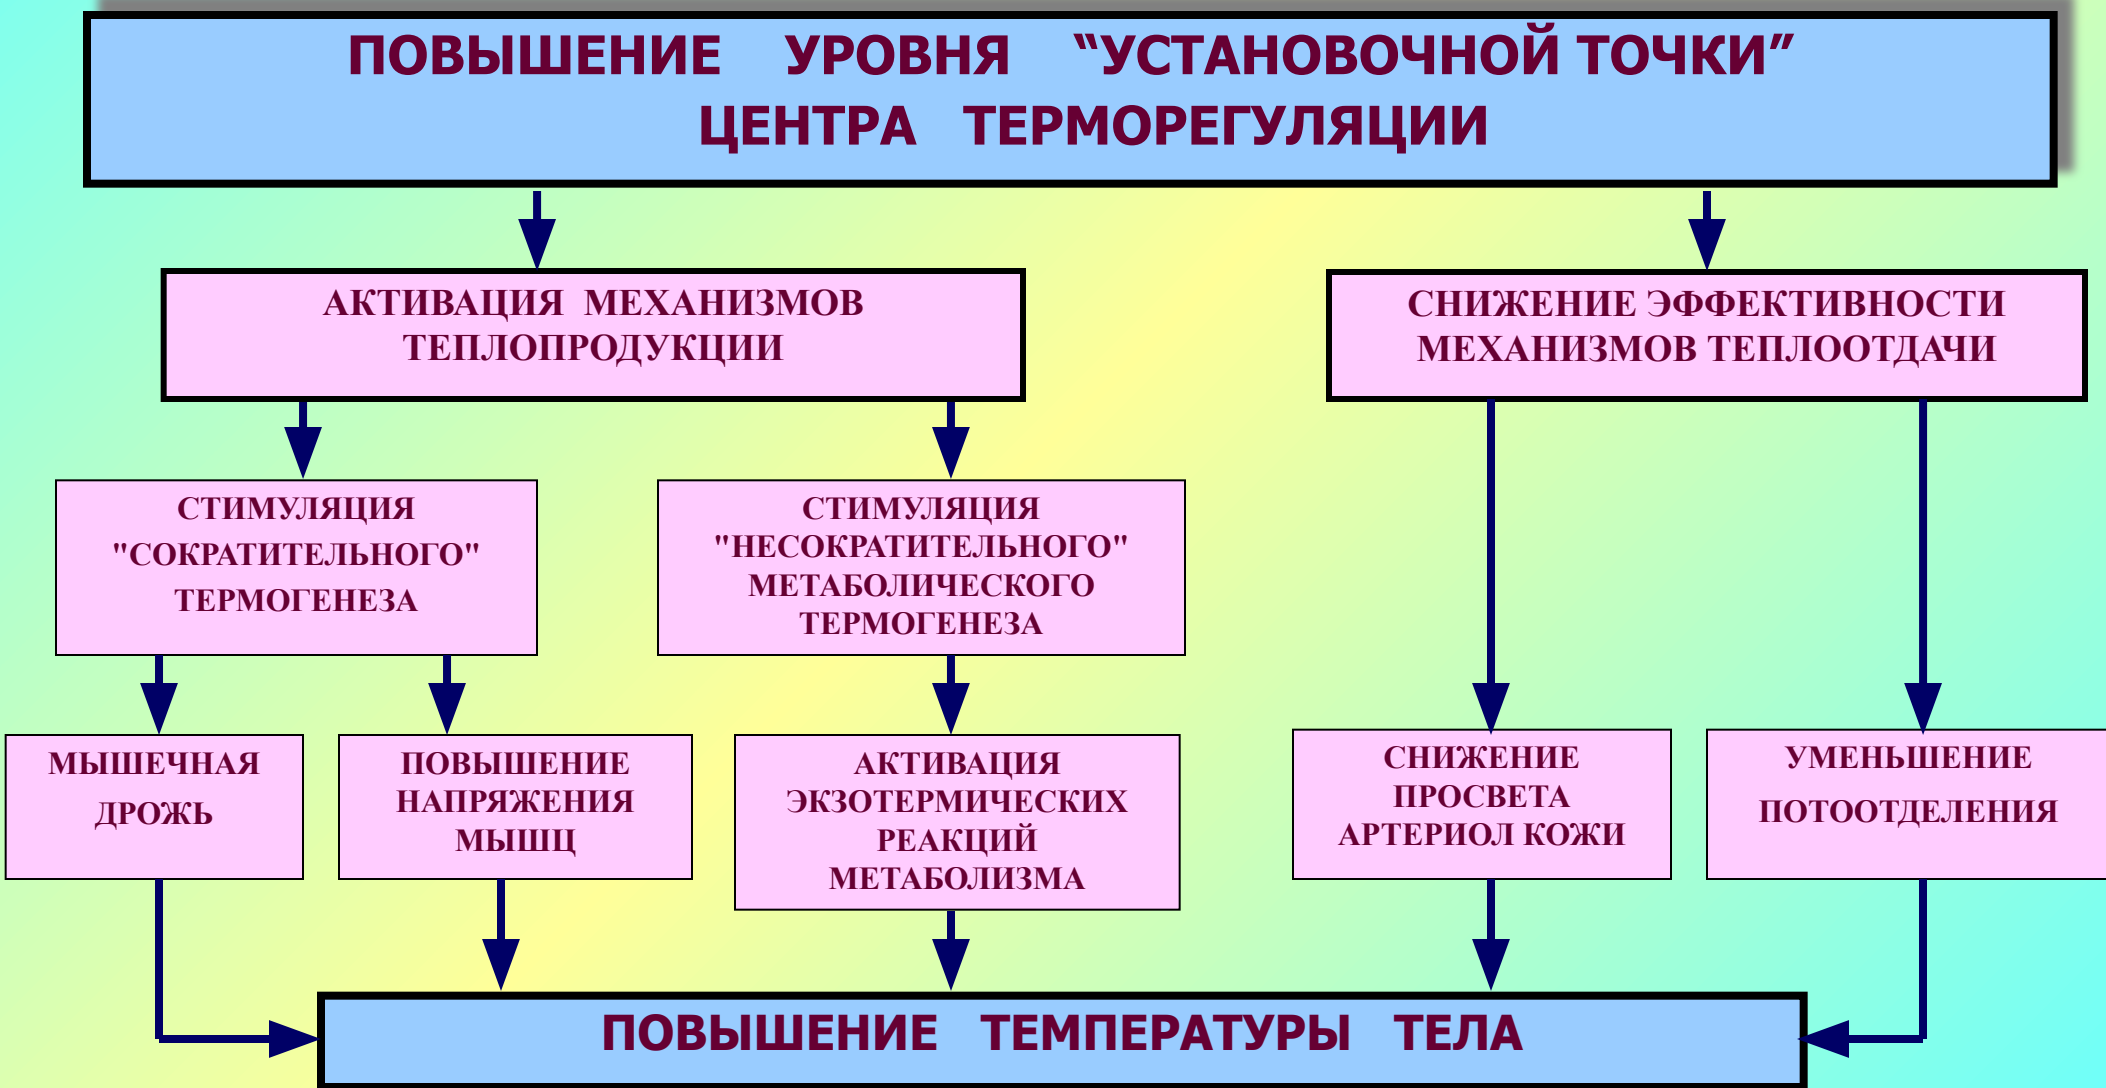 ПОВЫШЕНИЕ УРОВНЯ “УСТАНОВОЧНОЙ ТОЧКИ”
ЦЕНТРА ТЕРМОРЕГУЛЯЦИИ
АКТИВАЦИЯ МЕХАНИЗМОВ
ТЕПЛОПРОДУКЦИИ
СНИЖЕНИЕ ЭФФЕКТИВНОСТИ
МЕХАНИЗМОВ ТЕПЛООТДАЧИ
СТИМУЛЯЦИЯ
"СОКРАТИТЕЛЬНОГО"
ТЕРМОГЕНЕЗА
СТИМУЛЯЦИЯ
"НЕСОКРАТИТЕЛЬНОГО"
МЕТАБОЛИЧЕСКОГО
ТЕРМОГЕНЕЗА
МЫШЕЧНАЯ
ДРОЖЬ
ПОВЫШЕНИЕ
НАПРЯЖЕНИЯ
МЫШЦ
АКТИВАЦИЯ
ЭКЗОТЕРМИЧЕСКИХ
РЕАКЦИЙ
МЕТАБОЛИЗМА
СНИЖЕНИЕ
ПРОСВЕТА
АРТЕРИОЛ КОЖИ
УМЕНЬШЕНИЕ
ПОТООТДЕЛЕНИЯ
ПОВЫШЕНИЕ ТЕМПЕРАТУРЫ ТЕЛА